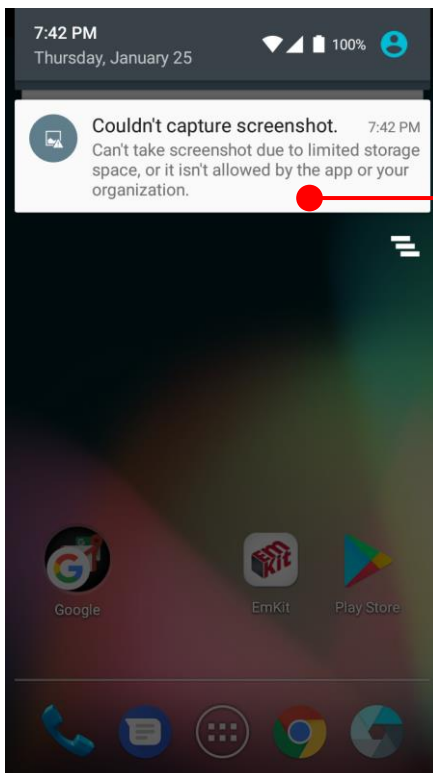 7:42 PM
Thursday, January 25
100%
Couldn't capture screenshot.
7:42 PM
Can't take screenshot due to limited storage
space, or it isn't allowed by the app or your
organization.
EmKit
Google
EmKit
Play Store